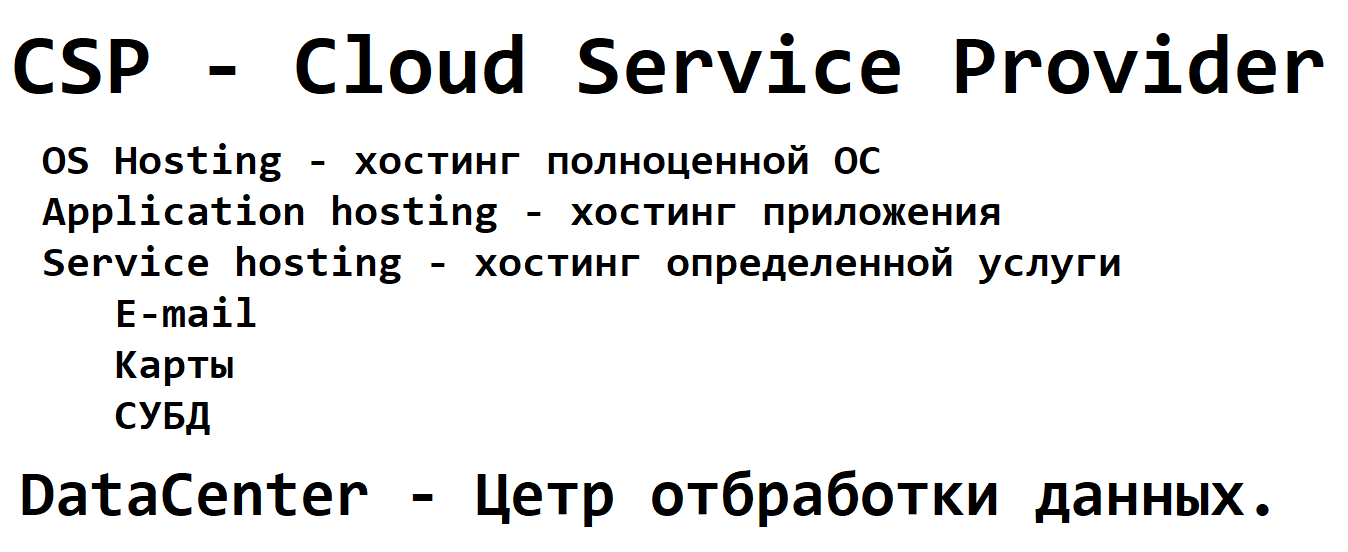 CSP - Cloud Service Provider
OS Hosting - хостинг полноценной ОС
Application hosting - хостинг приложения
Service hosting - хостинг определенной услуги
E-mail
Карты
СУБД
DataCenter - Цетр отбработки данных.